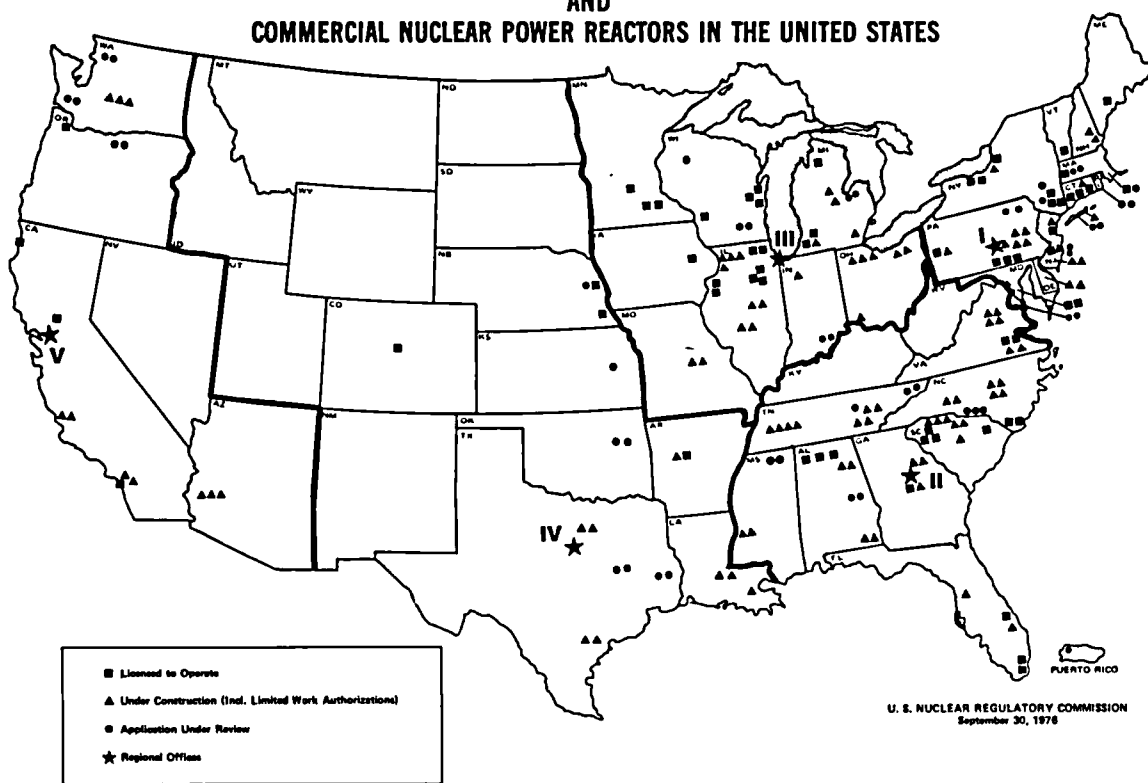 AND
COMMERCIAL NUCLEAR POWER REACTORS IN THE UNITED STATES
ME
WA
MT
ND
MN
VT
NH
OR
WI
MI
MA
SD
NY
CT
WY
CA
NV
ID
IA
III
PA
I
NB
IL
IN
OH
MD
DE
UT
CO
MO
V
KS
KY
VA
NC
AZ
NM
OK
TN
TX
AR
SC
MS
AL
GA
II
IV
LA
FL
PUERTO RICO
■ Licensed to Operate
▲ Under Construction (Incl. Limited Work Authorizations)
● Application Under Review
★ Regional Offices
U. S. NUCLEAR REGULATORY COMMISSION
September 30, 1976